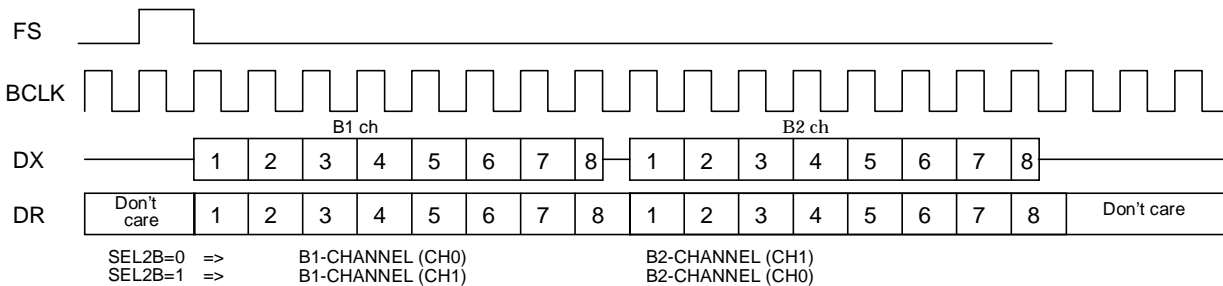 FS
BCLK
B1 ch B2 ch
DX 1 2 3 4 5 6 7 8 1 2 3 4 5 6 7 8
DR Don't care 1 2 3 4 5 6 7 8 1 2 3 4 5 6 7 8 Don't care
SEL2B=0 => B1-CHANNEL (CH0) B2-CHANNEL (CH1)
SEL2B=1 => B1-CHANNEL (CH1) B2-CHANNEL (CH0)